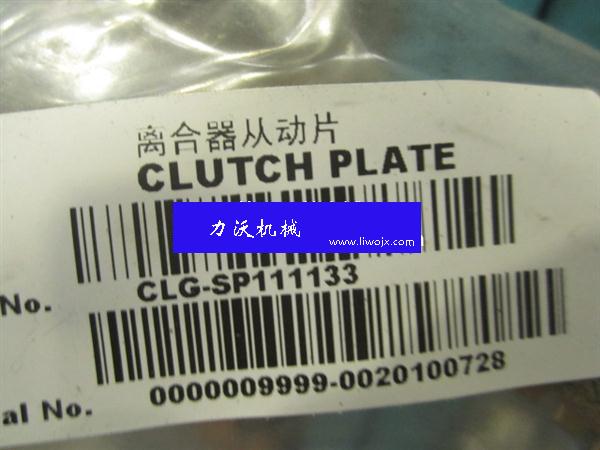 离合器从动片
CLUTCH PLATE
力沃机械
www.liwojx.com
No.
CLG-SP111133
al No.
0000009999-0020100728